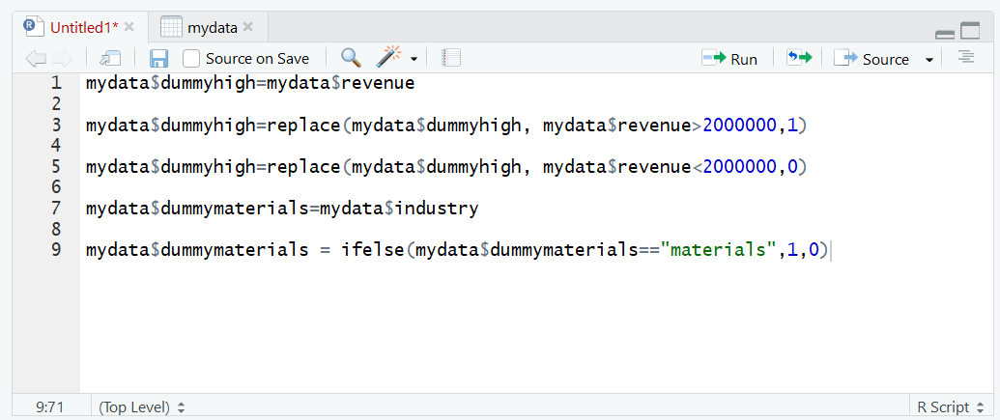 Untitled1* mydata
Source on Save Run Source
1 mydata$dummyhigh=mydata$revenue
2
3 mydata$dummyhigh=replace(mydata$dummyhigh, mydata$revenue>2000000,1)
4
5 mydata$dummyhigh=replace(mydata$dummyhigh, mydata$revenue<2000000,0)
6
7 mydata$dummymaterials=mydata$industry
8
9 mydata$dummymaterials = ifelse(mydata$dummymaterials=="materials",1,0)
9:71 (Top Level) R Script